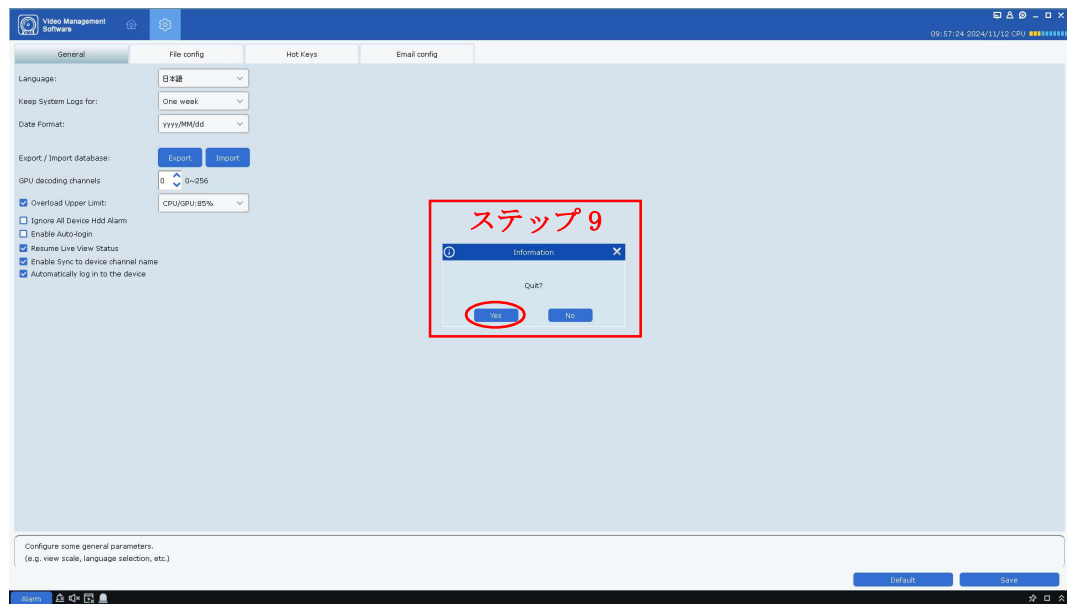 Video Management
Software
09:57:24 2024/11/12 CPU
General
File config
Hot Keys
Email config
Language:
日本語
Keep System Logs for:
One week
Date Format:
yyyy/MM/dd
Export / Import database:
Export
Import
GPU decoding channels
0
0~256
Overload Upper Limit:
CPU/GPU:85%
Ignore All Device Hdd Alarm
Enable Auto-login
Resume Live View Status
Enable Sync to device channel name
Automatically log in to the device
ステップ 9
Information
Quit?
Yes
No
Configure some general parameters.
(e.g. view scale, language selection, etc.)
Default
Save
Alarm